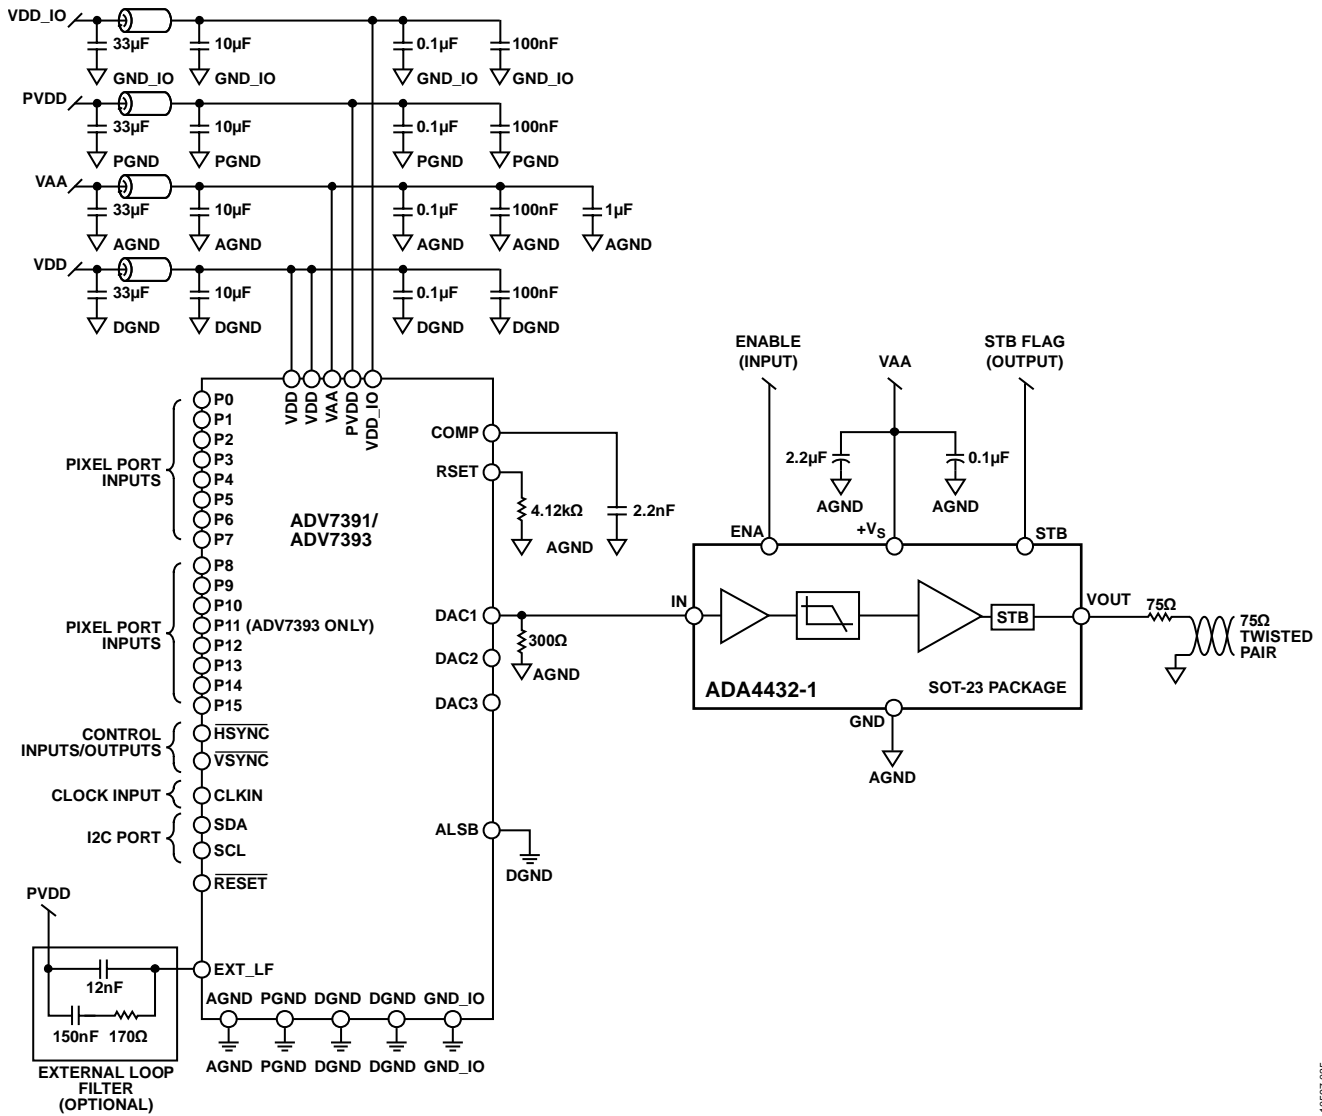 VDD_IO
33µF
10µF
0.1µF
100nF
GND_IO
GND_IO
GND_IO
GND_IO
PVDD
33µF
10µF
0.1µF
100nF
PGND
PGND
PGND
PGND
VAA
33µF
10µF
0.1µF
100nF
1µF
AGND
AGND
AGND
AGND
AGND
VDD
33µF
10µF
0.1µF
100nF
DGND
DGND
DGND
DGND
VDD
VDD
VAA
PVDD
VDD_IO
PIXEL PORT
INPUTS
P0
P1
P2
P3
P4
P5
P6
P7
PIXEL PORT
INPUTS
P8
P9
P10
P11 (ADV7393 ONLY)
P12
P13
P14
P15
CONTROL
INPUTS/OUTPUTS
HSYNC
VSYNC
CLOCK INPUT
CLKIN
I2C PORT
SDA
SCL
RESET
ADV7391/
ADV7393
COMP
RSET
4.12kΩ
2.2nF
AGND
DAC1
300Ω
AGND
DAC2
DAC3
ALSB
DGND
PVDD
EXT_LF
12nF
150nF
170Ω
EXTERNAL LOOP
FILTER
(OPTIONAL)
AGND PGND DGND DGND GND_IO
AGND PGND DGND DGND GND_IO
ENABLE
(INPUT)
VAA
STB FLAG
(OUTPUT)
2.2µF
0.1µF
AGND
AGND
ENA
+VS
STB
IN
STB
VOUT
75Ω
75Ω
TWISTED
PAIR
ADA4432-1
SOT-23 PACKAGE
GND
AGND